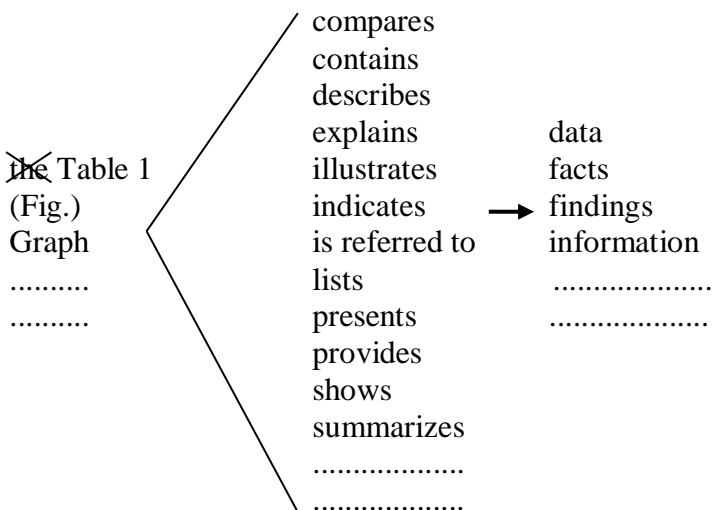 the Table 1
(Fig.)
Graph
..........
..........
compares
contains
describes
explains
illustrates
indicates
is referred to
lists
presents
provides
shows
summarizes
...................
...................
data
facts
findings
information
....................
....................